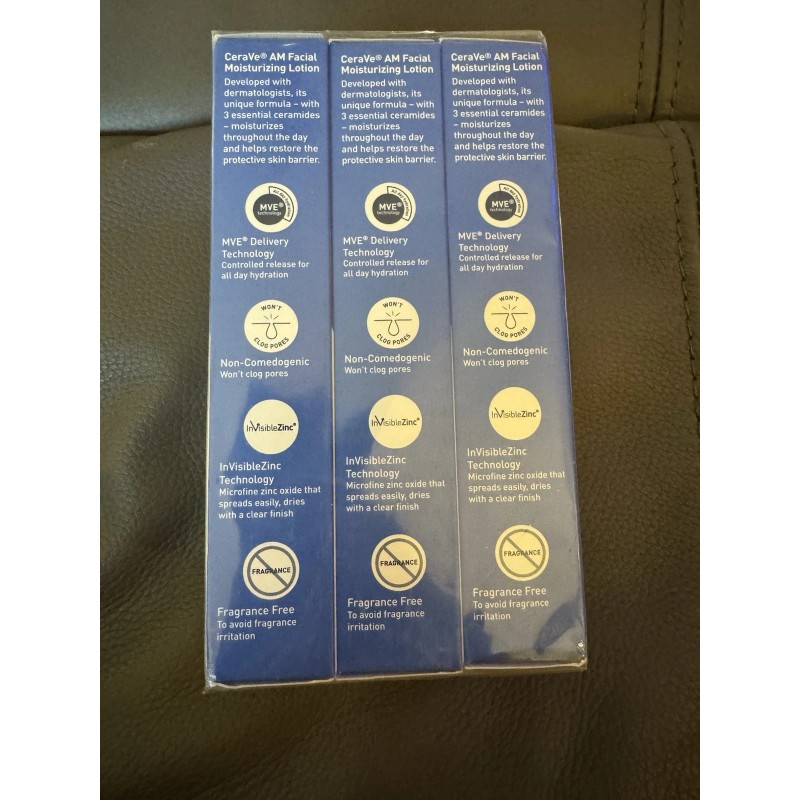 CeraVe® AM Facial
Moisturizing Lotion
Developed with
dermatologists, its
unique formula – with
3 essential ceramides
– moisturizes
throughout the day
and helps restore the
protective skin barrier.
MVE®
technology
MVE® Delivery
Technology
Controlled release for
all day hydration
WON'T
CLOG PORES
Non-Comedogenic
Won't clog pores
InVisibleZinc®
InVisibleZinc
Technology
Microfine zinc oxide that
spreads easily, dries
with a clear finish
FRAGRANCE
Fragrance Free
To avoid fragrance
irritation
CeraVe® AM Facial
Moisturizing Lotion
Developed with
dermatologists, its
unique formula – with
3 essential ceramides
– moisturizes
throughout the day
and helps restore the
protective skin barrier.
MVE®
technology
MVE® Delivery
Technology
Controlled release for
all day hydration
WON'T
CLOG PORES
Non-Comedogenic
Won't clog pores
InVisibleZinc®
InVisibleZinc
Technology
Microfine zinc oxide that
spreads easily, dries
with a clear finish
FRAGRANCE
Fragrance Free
To avoid fragrance
irritation
CeraVe® AM Facial
Moisturizing Lotion
Developed with
dermatologists, its
unique formula – with
3 essential ceramides
– moisturizes
throughout the day
and helps restore the
protective skin barrier.
MVE®
technology
MVE® Delivery
Technology
Controlled release for
all day hydration
WON'T
CLOG PORES
Non-Comedogenic
Won't clog pores
InVisibleZinc®
InVisibleZinc
Technology
Microfine zinc oxide that
spreads easily, dries
with a clear finish
FRAGRANCE
Fragrance Free
To avoid fragrance
irritation